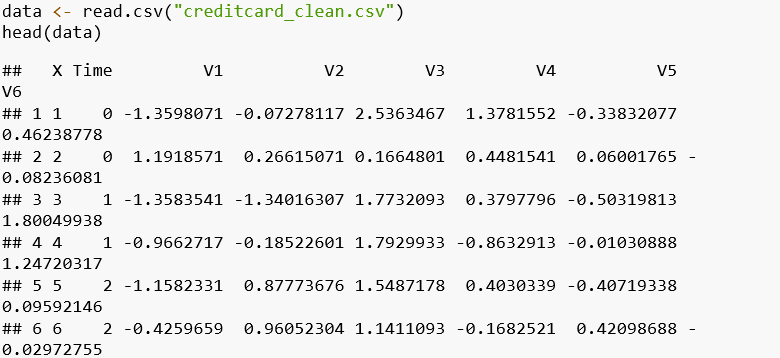 data <- read.csv("creditcard_clean.csv")
head(data)
##   X Time         V1          V2        V3         V4          V5
V6
## 1 1    0 -1.3598071 -0.07278117 2.5363467  1.3781552 -0.33832077
0.46238778
## 2 2    0  1.1918571  0.26615071 0.1664801  0.4481541  0.06001765 -
0.08236081
## 3 3    1 -1.3583541 -1.34016307 1.7732093  0.3797796 -0.50319813
1.80049938
## 4 4    1 -0.9662717 -0.18522601 1.7929933 -0.8632913 -0.01030888
1.24720317
## 5 5    2 -1.1582331  0.87773676 1.5487178  0.4030339 -0.40719338
0.09592146
## 6 6    2 -0.4259659  0.96052304 1.1411093 -0.1682521  0.42098688 -
0.02972755